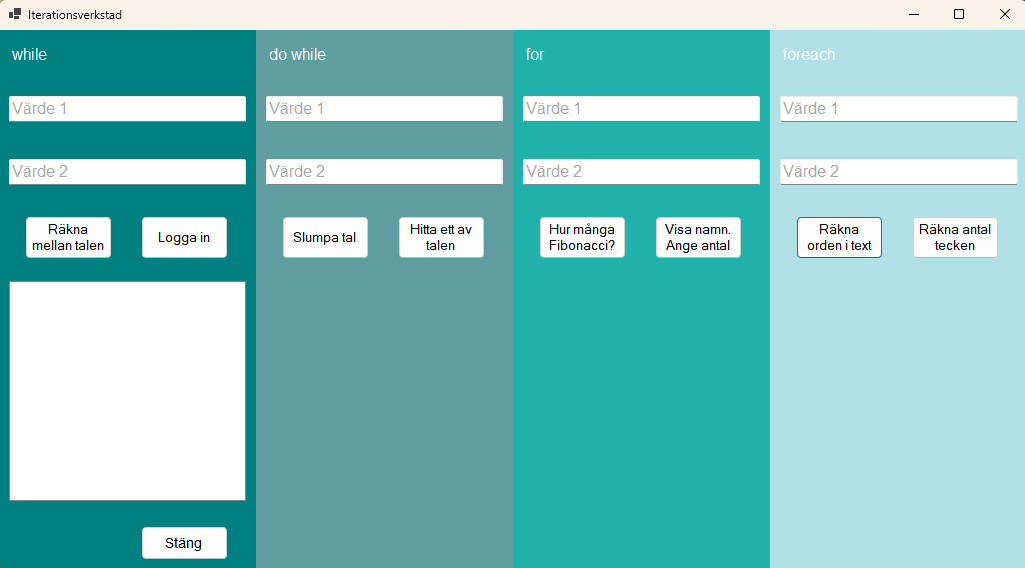 Iterationsverkstad
while
do while
for
foreach
Värde 1
Värde 1
Värde 1
Värde 1
Värde 2
Värde 2
Värde 2
Värde 2
Räkna
mellan talen
Logga in
Slumpa tal
Hitta ett av
talen
Hur många
Fibonacci?
Visa namn.
Ange antal
Räkna
orden i text
Räkna antal
tecken
Stäng